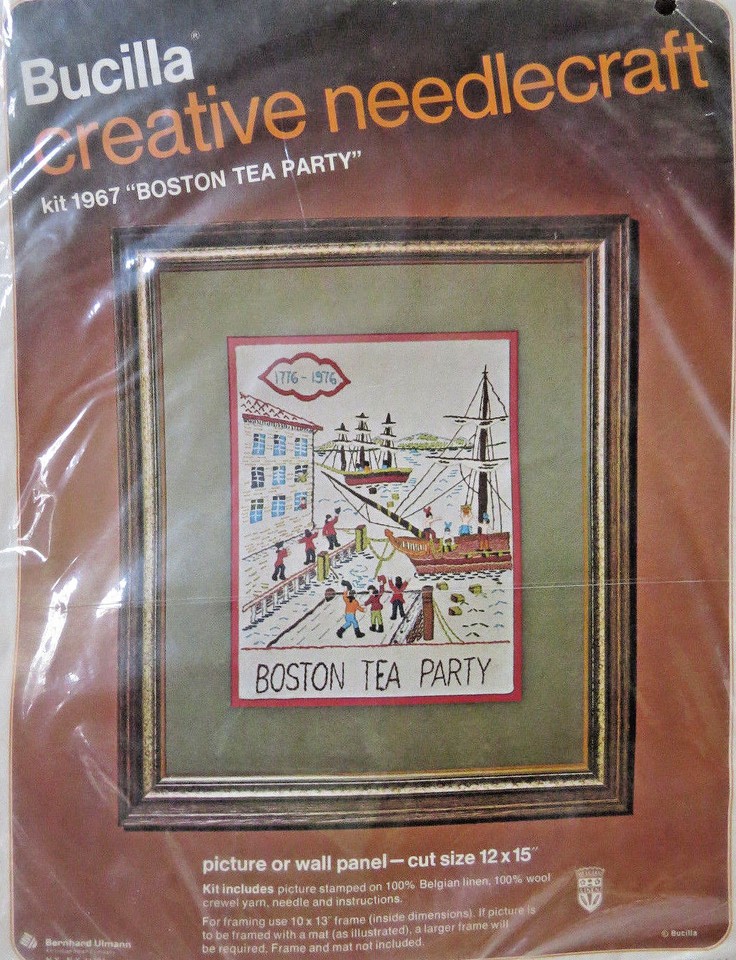 Bucilla®
creative needlecraft
kit 1967 “BOSTON TEA PARTY”
1776 - 1976
BOSTON TEA PARTY
picture or wall panel — cut size 12 x 15”
Kit includes picture stamped on 100% Belgian linen, 100% wool
crewel yarn, needle and instructions.
For framing use 10 x 13” frame (inside dimensions). If picture is
to be framed with a mat (as illustrated), a larger frame will
be required. Frame and mat not included.
© Bucilla
Bernhard Ulmann